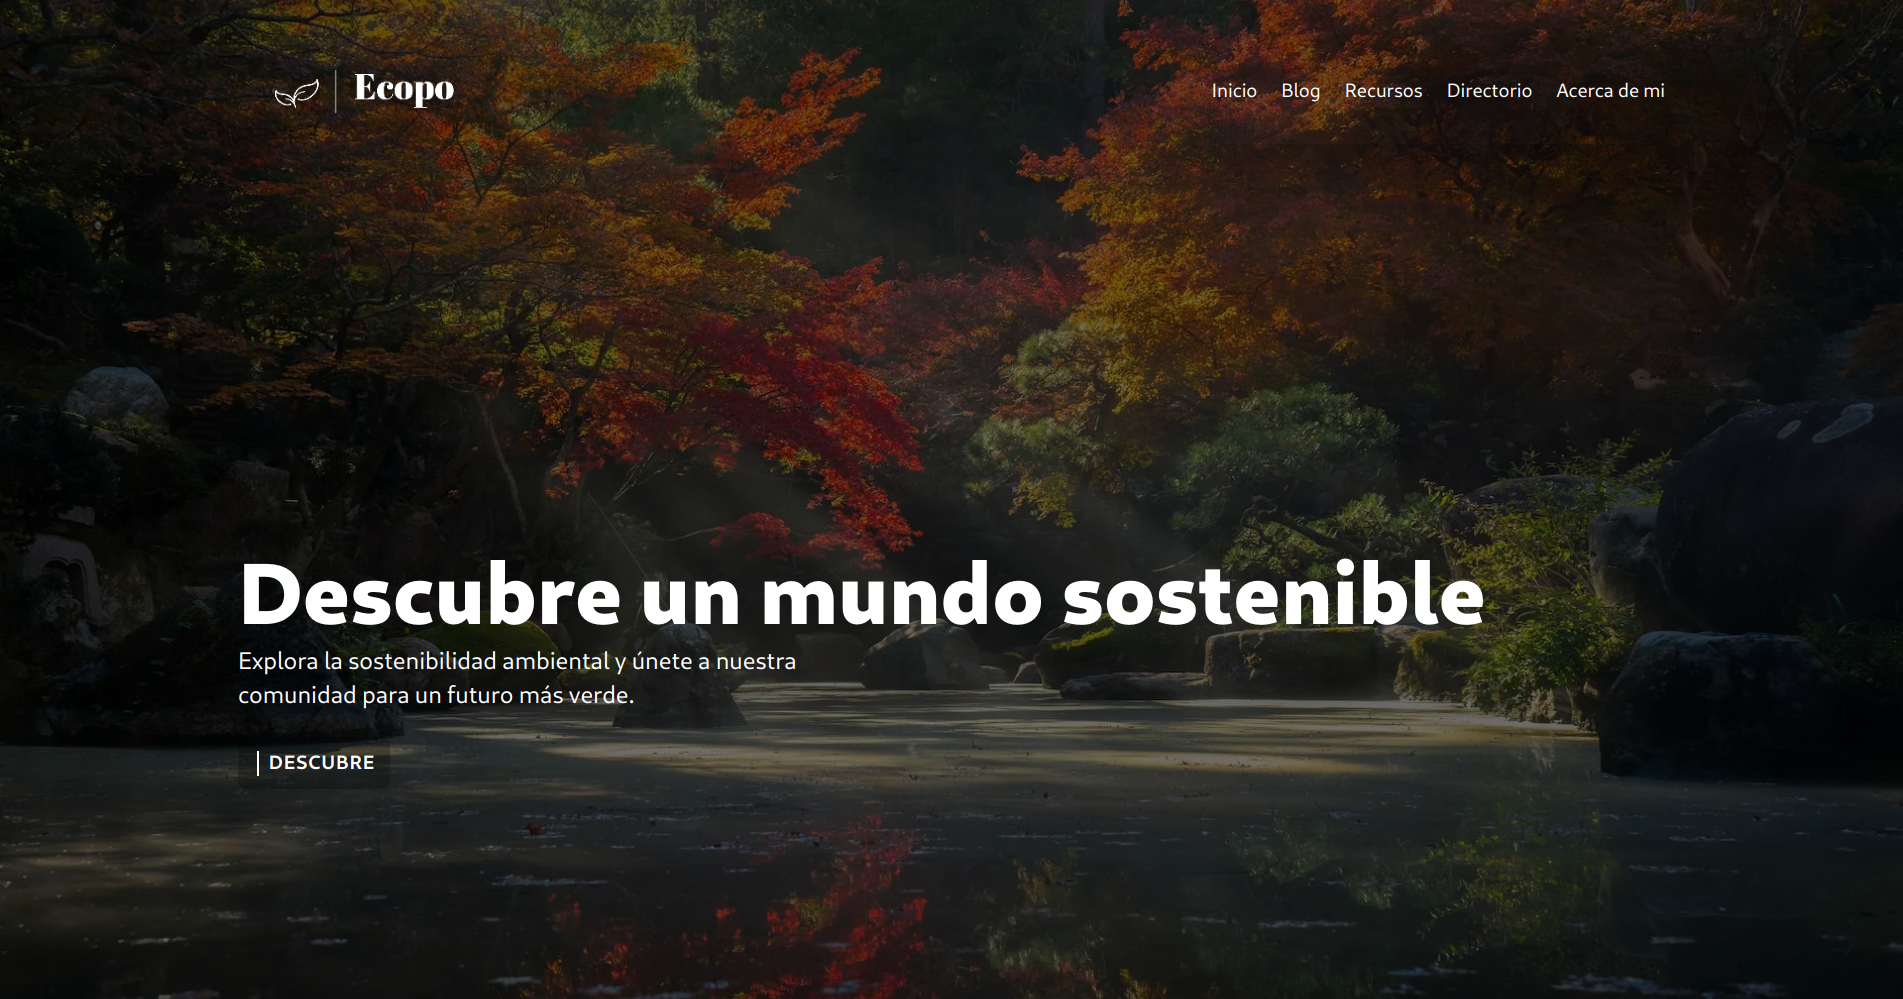 Ecopo
Inicio Blog Recursos Directorio Acerca de mi
Descubre un mundo sostenible
Explora la sostenibilidad ambiental y únete a nuestra
comunidad para un futuro más verde.
DESCUBRE